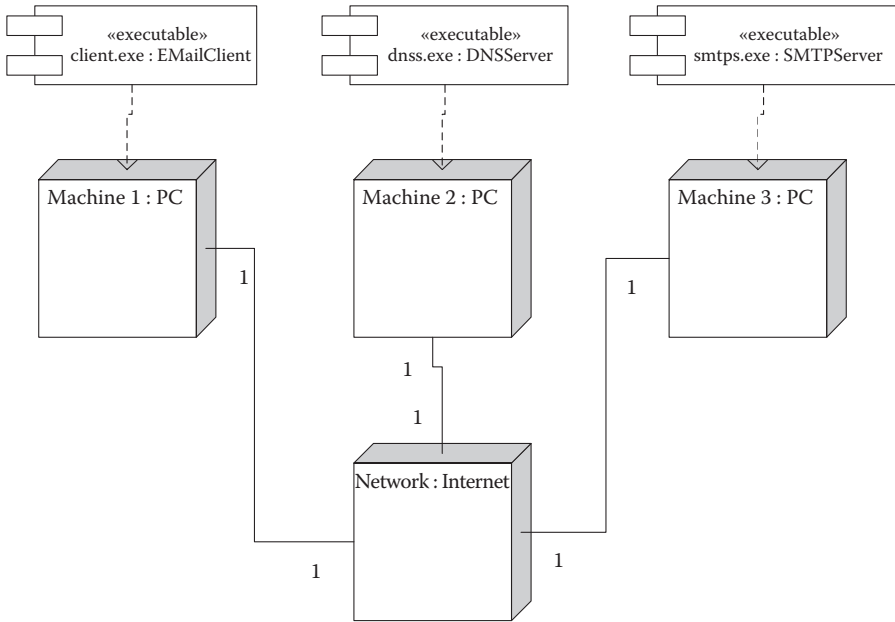 «executable»
client.exe : EMailClient
«executable»
dnss.exe : DNSServer
«executable»
smtps.exe : SMTPServer
Machine 1 : PC
Machine 2 : PC
Machine 3 : PC
1
1
1
1
Network : Internet
1
1